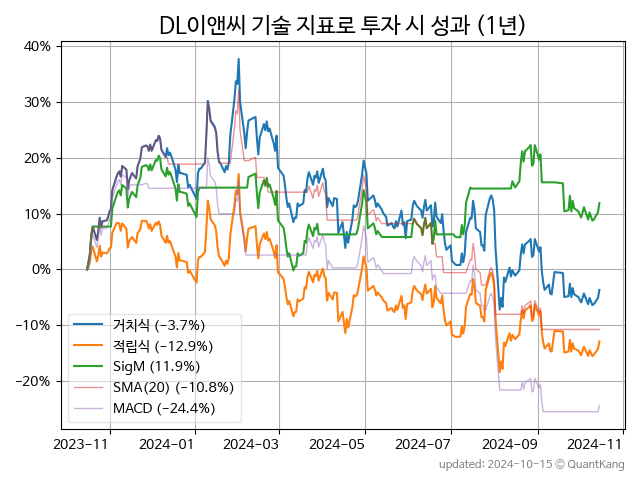 DL이앤씨 기술 지표로 투자 시 성과 (1년)
40%
30%
20%
10%
0%
−10%
−20%
거치식 (−3.7%)
적립식 (−12.9%)
SigM (11.9%)
SMA(20) (−10.8%)
MACD (−24.4%)
2023-11 2024-01 2024-03 2024-05 2024-07 2024-09 2024-11
updated: 2024-10-15 © QuantKang